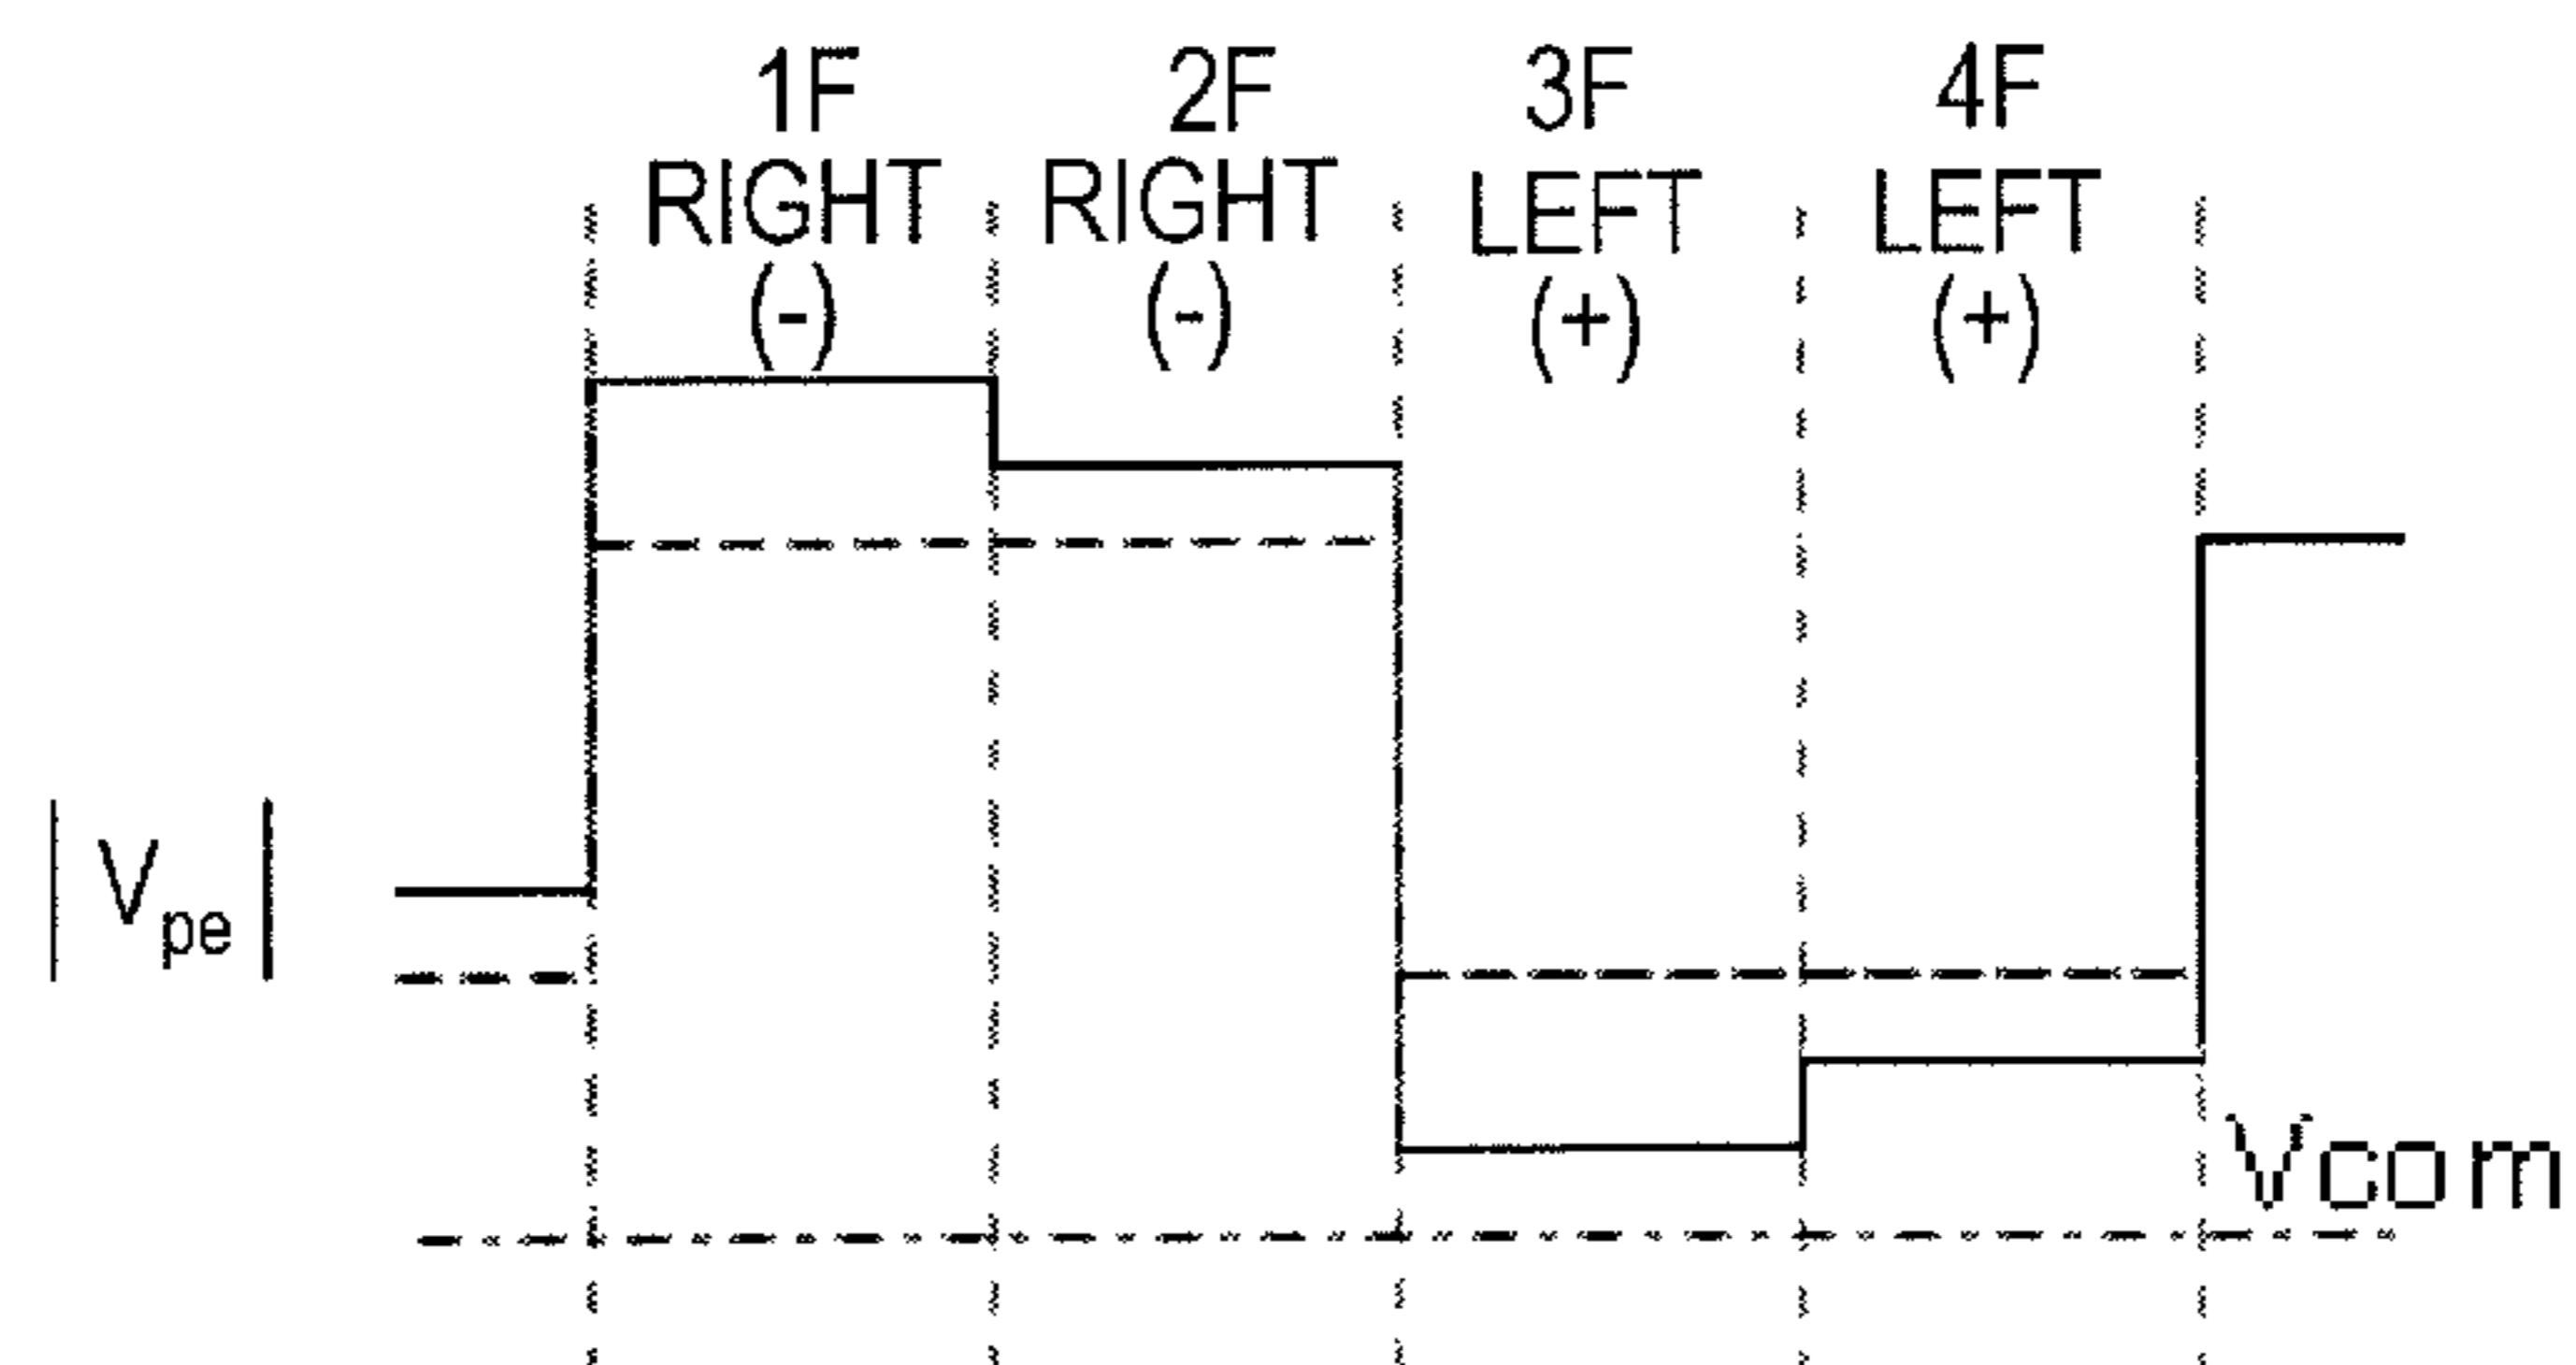 1F 2F 3F 4F
RIGHT RIGHT LEFT LEFT
(-) (-) (+) (+)
|Vpe|
Vcom